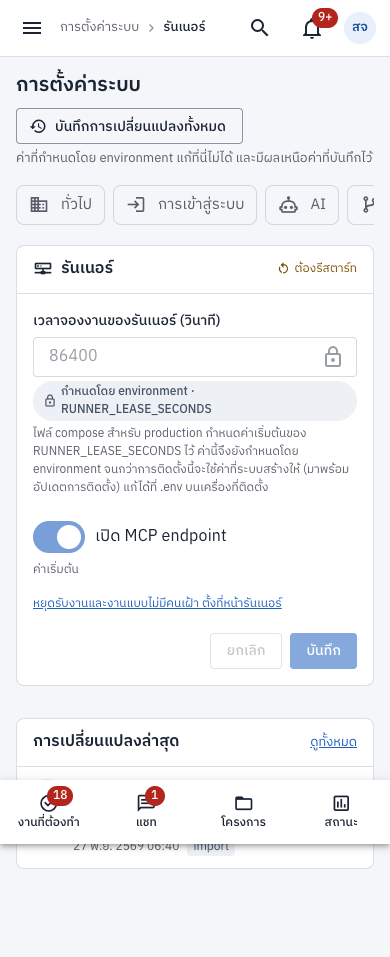 การตั้งค่าระบบ > รันเนอร์
9+
สจ
การตั้งค่าระบบ
บันทึกการเปลี่ยนแปลงทั้งหมด
ค่าที่กำหนดโดย environment แก้ที่นี่ไม่ได้ และมีผลเหนือค่าที่บันทึกไว้
ทั่วไป
การเข้าสู่ระบบ
AI
รันเนอร์
ต้องรีสตาร์ท
เวลาจองงานของรันเนอร์ (วินาที)
86400
กำหนดโดย environment ·
RUNNER_LEASE_SECONDS
ไฟล์ compose สำหรับ production กำหนดค่าเริ่มต้นของ
RUNNER_LEASE_SECONDS ไว้ ค่านี้จึงยังกำหนดโดย
environment จนกว่าการติดตั้งนี้จะใช้ค่าที่ระบบสร้างให้ (มาพร้อม
อัปเดตการติดตั้ง) แก้ได้ที่ .env บนเครื่องที่ติดตั้ง
เปิด MCP endpoint
ค่าเริ่มต้น
หยุดรับงานและงานแบบไม่มีคนเฝ้า ตั้งที่หน้ารันเนอร์
ยกเลิก
บันทึก
การเปลี่ยนแปลงล่าสุด
ดูทั้งหมด
18
1
งานที่ต้องทำ
แชท
โครงการ
สถานะ
27 พ.ย. 2569 06:40
Import